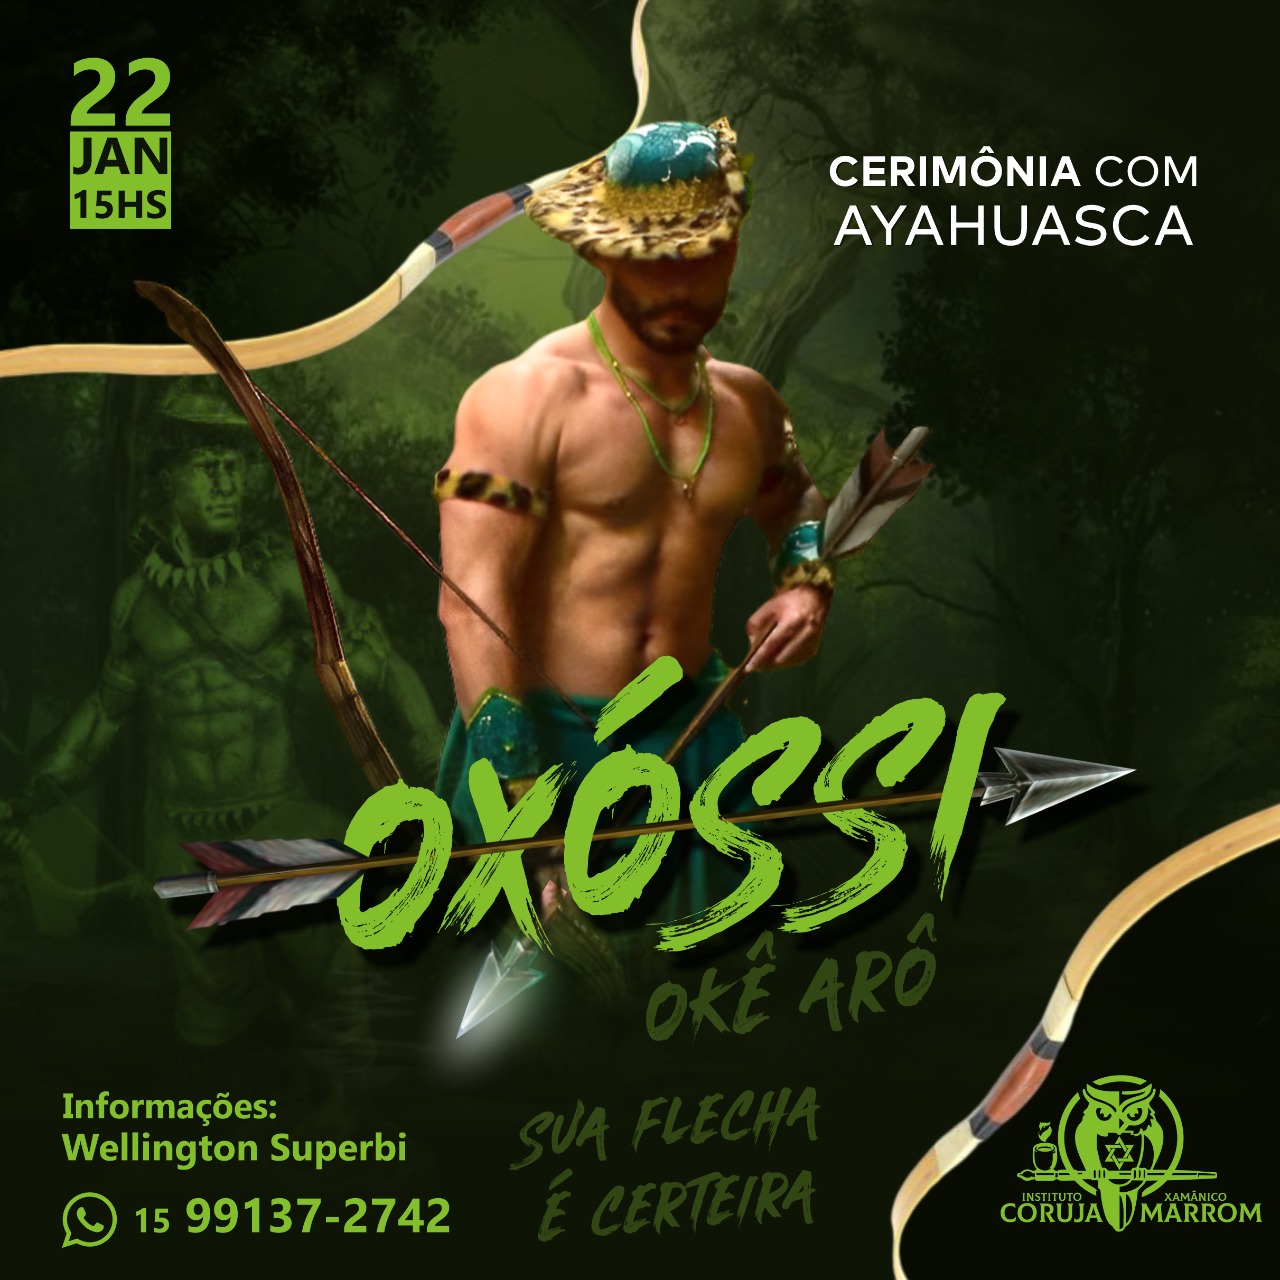 22
JAN
15HS
CERIMÔNIA COM
AYAHUASCA
OXÓSSI
OKÊ ARÔ
SUA FLECHA
É CERTEIRA
Informações:
Wellington Superbi
15 99137-2742
INSTITUTO XAMÂNICO
CORUJA MARROM